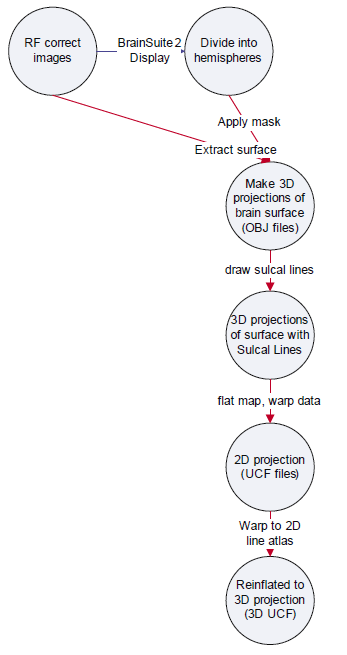 RF correct
images
BrainSuite2
Display
Divide into
hemispheres
Apply mask
Extract surface
Make 3D
projections of
brain surface
(OBJ files)
draw sulcal lines
3D projections
of surface with
Sulcal Lines
flat map, warp data
2D projection
(UCF files)
Warp to 2D
line atlas
Reinflated to
3D projection
(3D UCF)